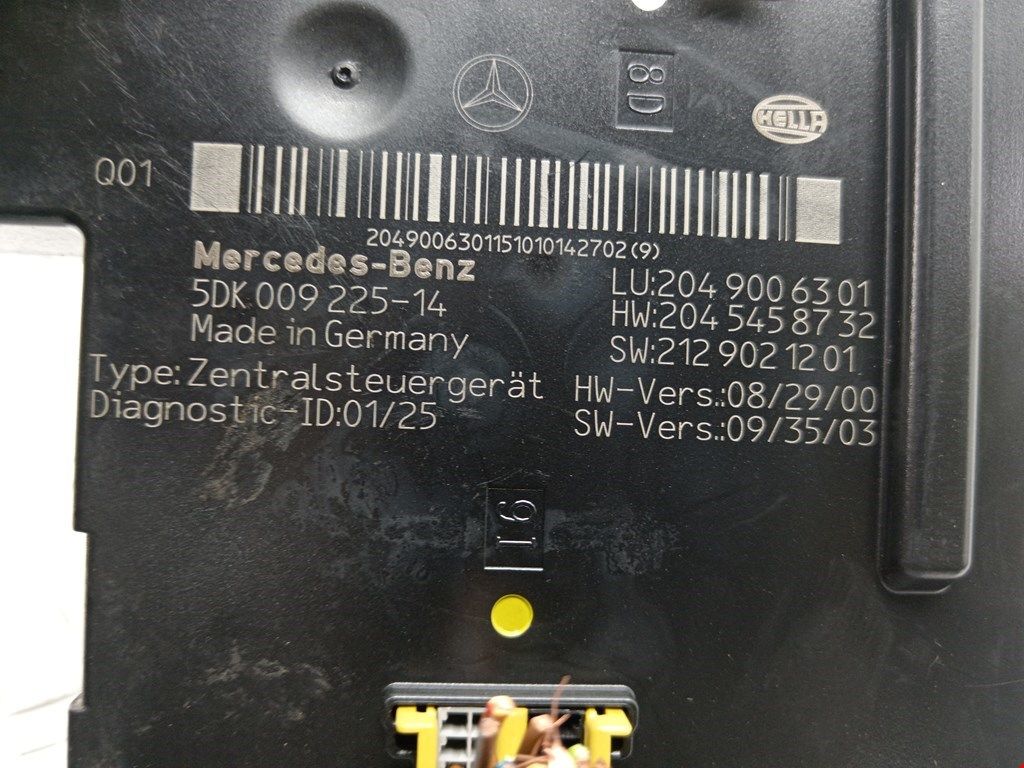 8D
HELLA
Q01
2049006301151010142702(9)
Mercedes-Benz
5DK 009 225-14
Made in Germany
Type: Zentralsteuergerät
Diagnostic-ID:01/25
LU:204 900 63 01
HW:204 545 87 32
SW:212 902 12 01
HW-Vers.:08/29/00
SW-Vers.:09/35/03
16